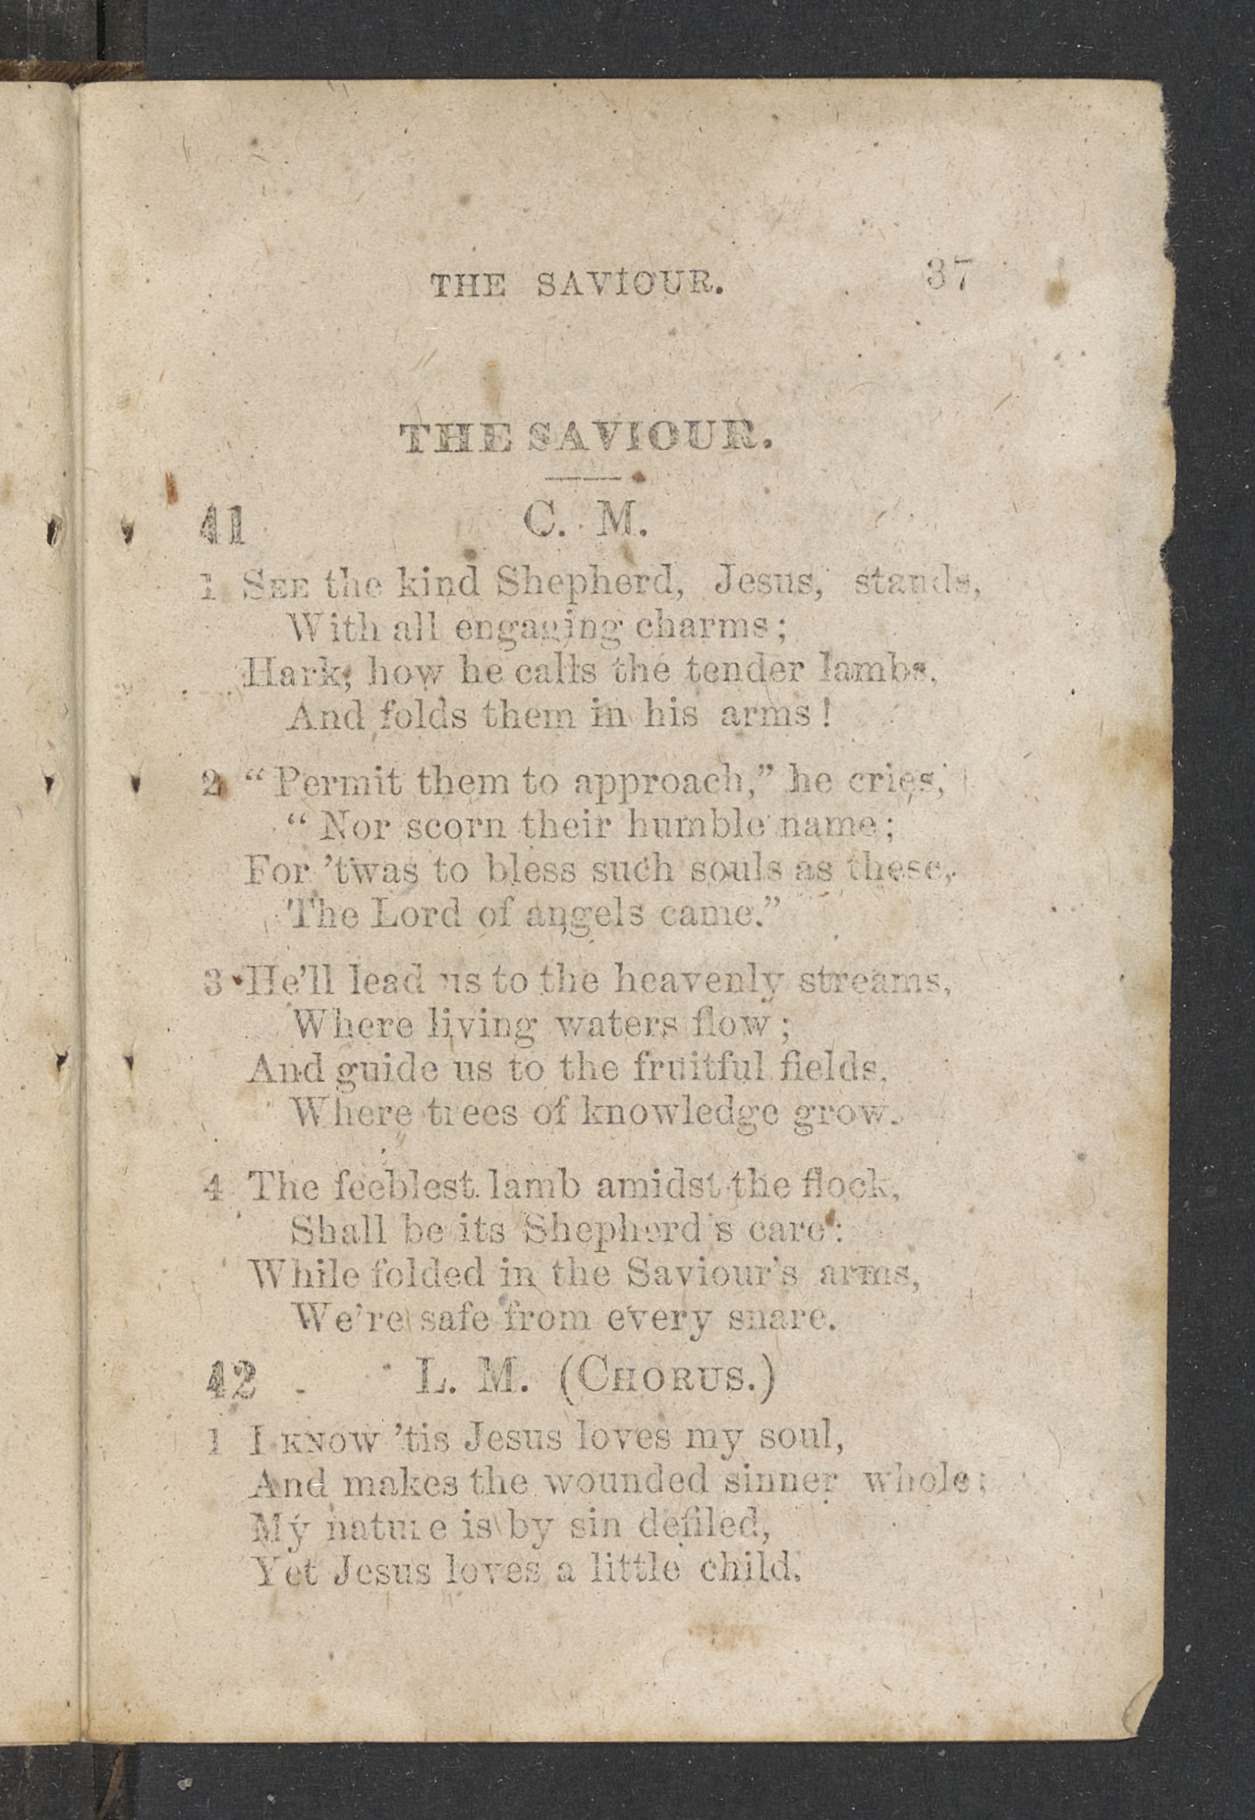 THE SAVIOUR. 37
THE SAVIOUR.
41 C. M.
1 SEE the kind Shepherd, Jesus, stands,
With all engaging charms;
Hark, how he calls the tender lambs,
And folds them in his arms!
2 “Permit them to approach,” he cries,
“Nor scorn their humble name;
For ’twas to bless such souls as these,
The Lord of angels came.”
3 He’ll lead us to the heavenly streams,
Where living waters flow;
And guide us to the fruitful fields,
Where trees of knowledge grow.
4 The feeblest lamb amidst the flock,
Shall be its Shepherd's care:
While folded in the Saviour’s arms,
We’re safe from every snare.
42 L. M. (CHORUS.)
1 I KNOW ’tis Jesus loves my soul,
And makes the wounded sinner whole;
My nature is by sin defiled,
Yet Jesus loves a little child.